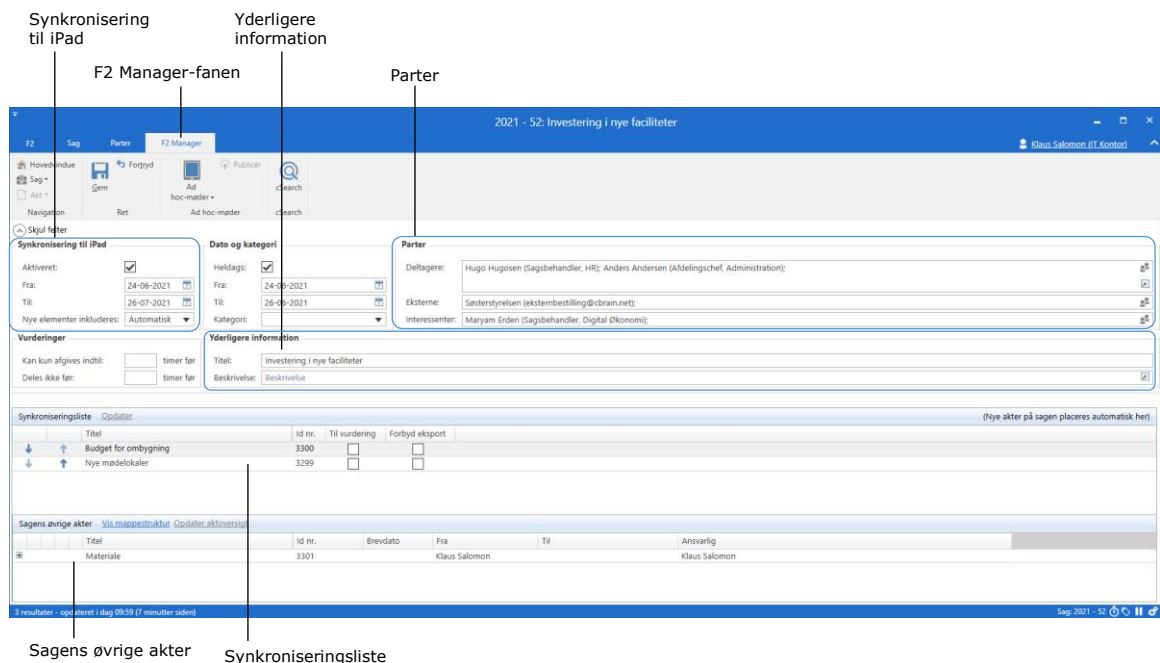 Synkronisering
til iPad
Yderligere
information
F2 Manager-fanen
Parter
2021 - 52: Investering i nye faciliteter
F2 Sag Parter F2 Manager
Klaus Salomon (IT Kontor)
Hovedvindue
Sag
Akt
Gem
Fortryd
Ad
hoc-møder
Publicér
cSearch
Navigation Ret Ad hoc-møder cSearch
Skjul felter
Synkronisering til iPad
Aktiveret:
Fra: 24-06-2021
Til: 26-07-2021
Nye elementer inkluderes: Automatisk
Dato og kategori
Heldags:
Fra: 24-06-2021
Til: 26-06-2021
Kategori:
Parter
Deltagere: Hugo Hugosen (Sagsbehandler, HR); Anders Andersen (Afdelingschef, Administration);
Eksterne: Søsterstyrelsen (eksternbestilling@cbrain.net);
Interessenter: Maryam Erden (Sagsbehandler, Digital Økonomi);
Vurderinger
Kan kun afgives indtil: timer før
Deles ikke før: timer før
Yderligere information
Titel: Investering i nye faciliteter
Beskrivelse: Beskrivelse
Synkroniseringsliste Opdater (Nye akter på sagen placeres automatisk her)
Titel Id nr. Til vurdering Forbyd eksport
Budget for ombygning 3300
Nye mødelokaler 3299
Sagens øvrige akter Vis mappestruktur Opdater aktoversigt
Titel Id nr. Brevdato Fra Til Ansvarlig
Materiale 3301 Klaus Salomon Klaus Salomon
3 resultater - opdateret i dag 09:59 (7 minutter siden) Sag: 2021 - 52
Sagens øvrige akter
Synkroniseringsliste